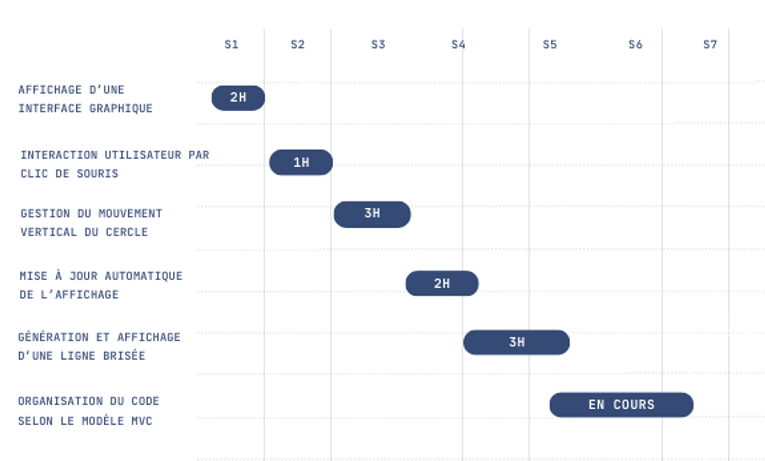 S1 S2 S3 S4 S5 S6 S7
AFFICHAGE D'UNE
INTERFACE GRAPHIQUE
2H
INTERACTION UTILISATEUR PAR
CLIC DE SOURIS
1H
GESTION DU MOUVEMENT
VERTICAL DU CERCLE
3H
MISE À JOUR AUTOMATIQUE
DE L'AFFICHAGE
2H
GÉNÉRATION ET AFFICHAGE
D'UNE LIGNE BRISÉE
3H
ORGANISATION DU CODE
SELON LE MODÈLE MVC
EN COURS